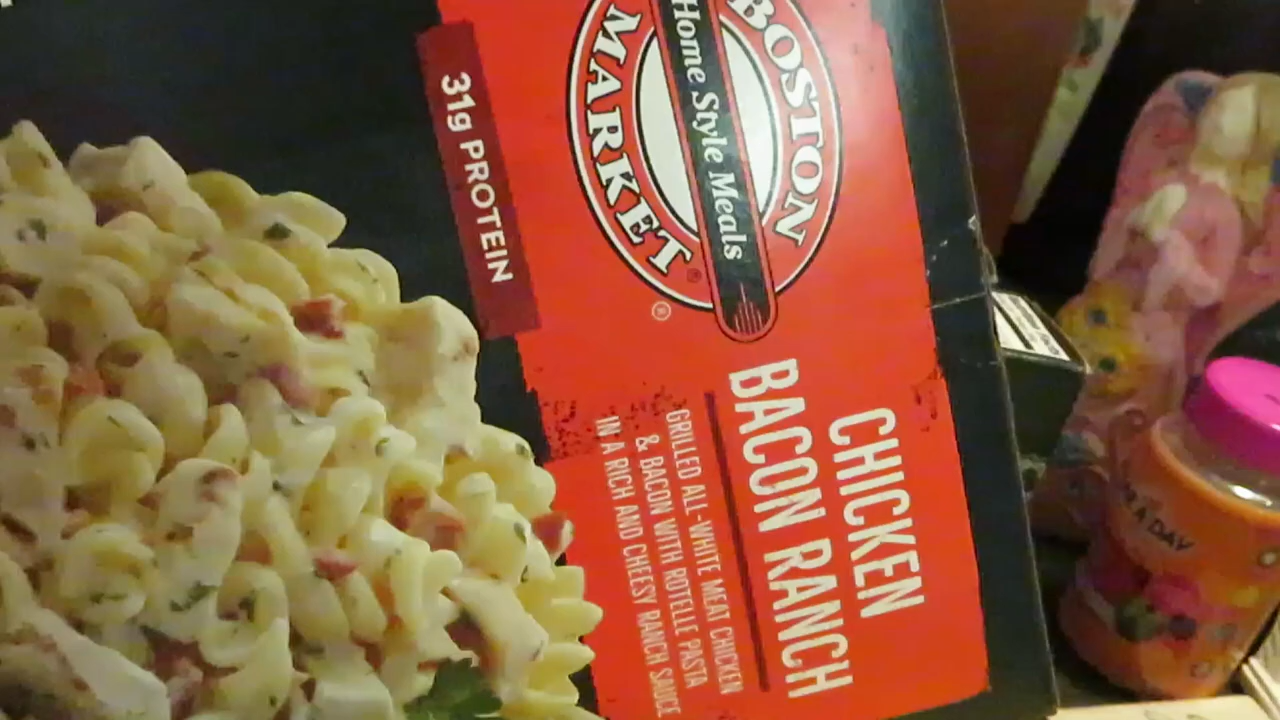 BOSTON
Home Style Meals
MARKET®
®
31g PROTEIN
CHICKEN
BACON RANCH
GRILLED ALL-WHITE MEAT CHICKEN
& BACON WITH ROTELLE PASTA
IN A RICH AND CHEESY RANCH SAUCE
A DAY